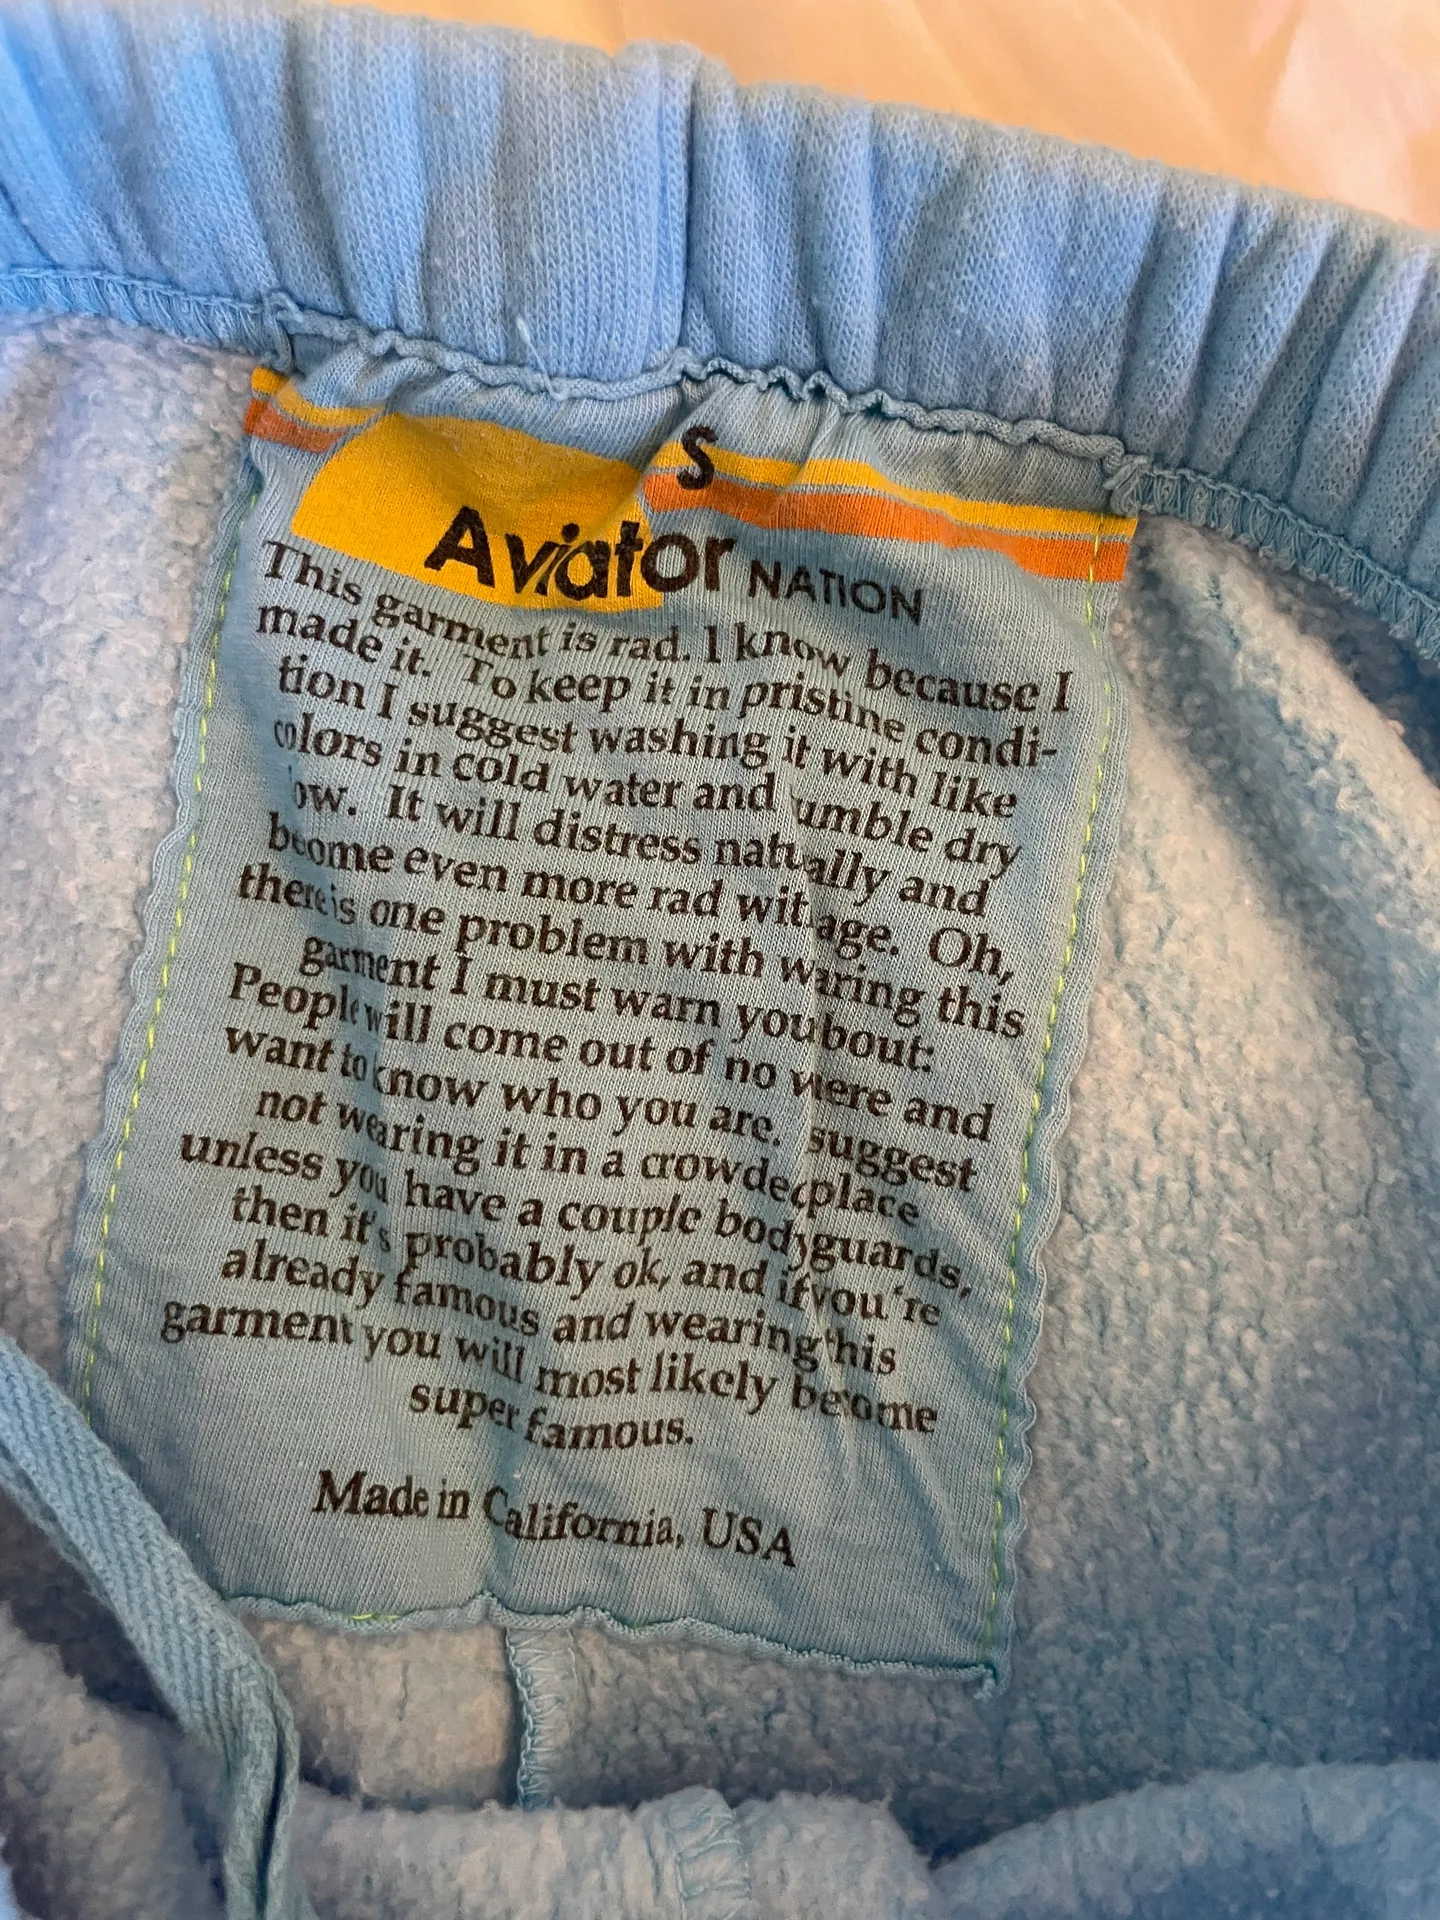 S
Aviator NATION
This garment is rad. I know because I
made it. To keep it in pristine condi-
tion I suggest washing it with like
colors in cold water and tumble dry
low. It will distress naturally and
become even more rad with age. Oh,
there is one problem with wearing this
garment I must warn you about:
People will come out of no where and
want to know who you are. I suggest
not wearing it in a crowded place
unless you have a couple bodyguards,
then it's probably ok, and if you're
already famous and wearing this
garment you will most likely become
super famous.
Made in California, USA